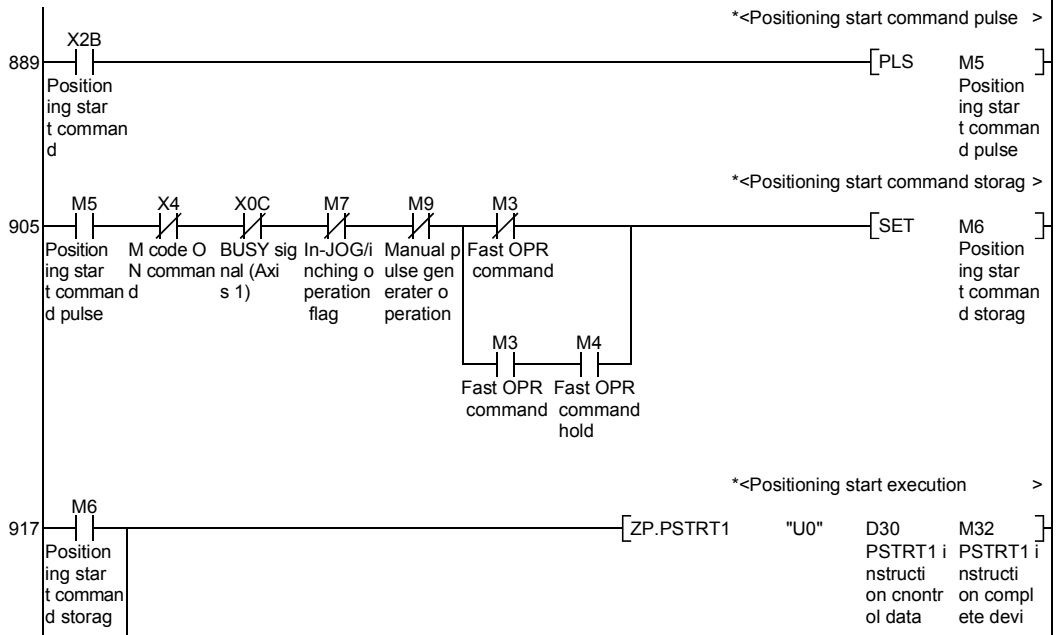 *<Positioning start command pulse >
X2B
889
PLS M5
Position
ing star
t comman
d
Position
ing star
t comman
d pulse
*<Positioning start command storag >
M5 X4 X0C M7 M9 M3
905
SET M6
Position M code O BUSY sig In-JOG/i Manual p Fast OPR
ing star N comman nal (Axi nching o ulse gen command
t comman d s 1) peration erater o
d pulse flag peration
Position
ing star
t comman
d storag
M3 M4
Fast OPR Fast OPR
command command
hold
*<Positioning start execution >
M6
917
ZP.PSTRT1 "U0" D30 M32
Position
ing star
t comman
d storag
PSTRT1 i PSTRT1 i
nstructi nstructi
on cnontr on compl
ol data ete devi